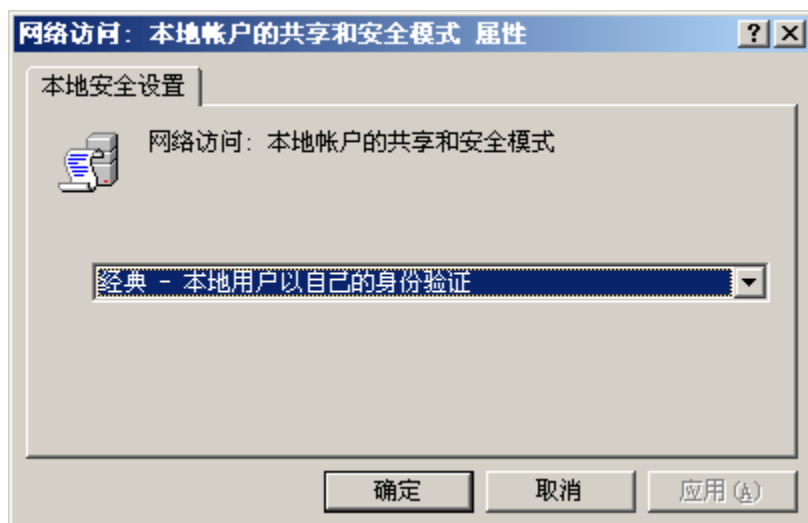 网络访问: 本地帐户的共享和安全模式 属性
本地安全设置
网络访问: 本地帐户的共享和安全模式
经典 - 本地用户以自己的身份验证
确定 取消 应用(A)